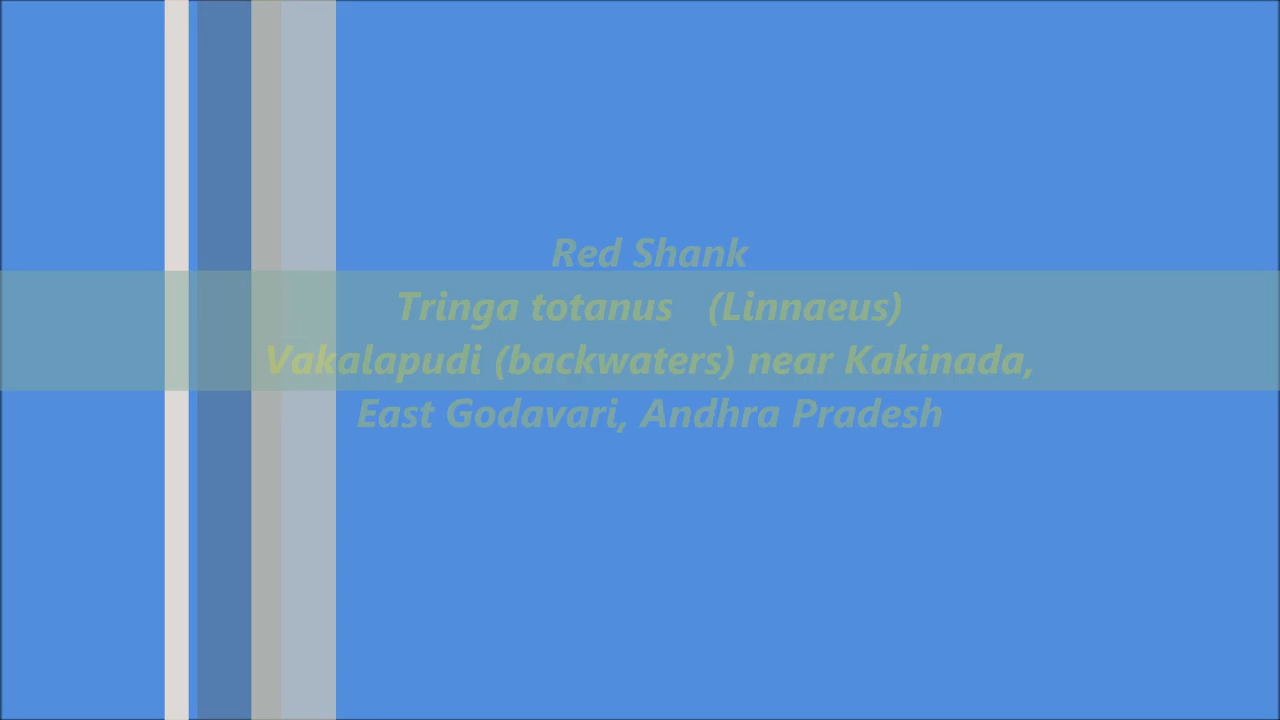 Red Shank
Tringa totanus (Linnaeus)
Vakalapudi (backwaters) near Kakinada,
East Godavari, Andhra Pradesh